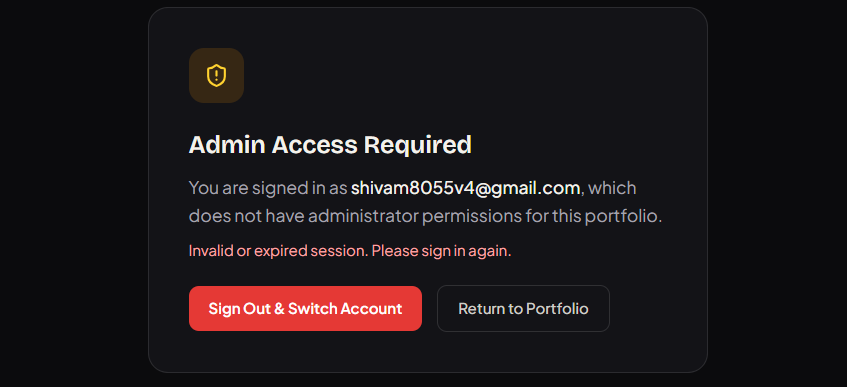 Admin Access Required
You are signed in as shivam8055v4@gmail.com, which
does not have administrator permissions for this portfolio.
Invalid or expired session. Please sign in again.
Sign Out & Switch Account
Return to Portfolio